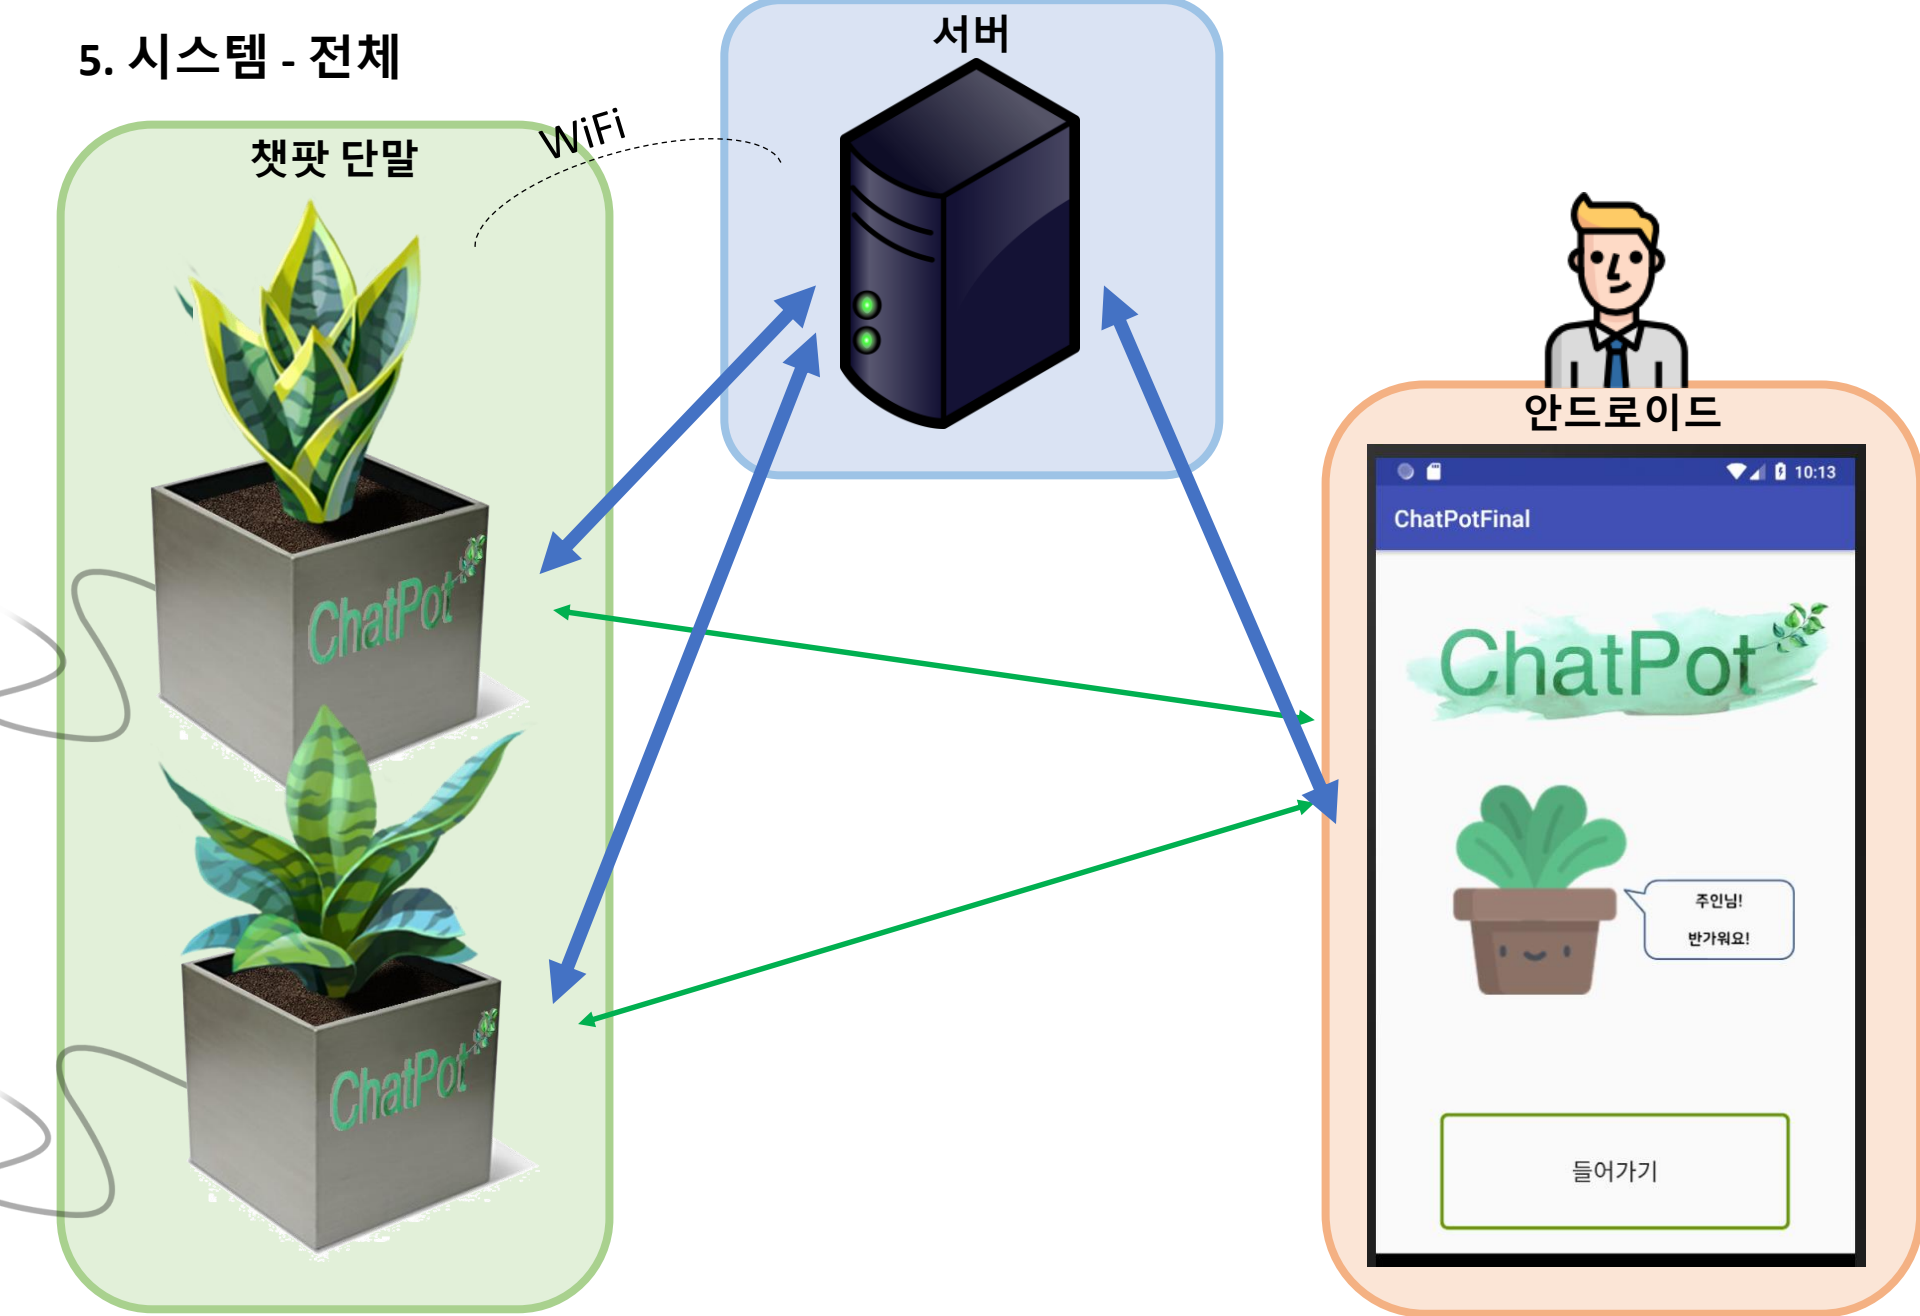 5. 시스템 - 전체
서버
WiFi
챗팟 단말
ChatPot
ChatPot
안드로이드
10:13
ChatPotFinal
ChatPot
주인님!
반가워요!
들어가기